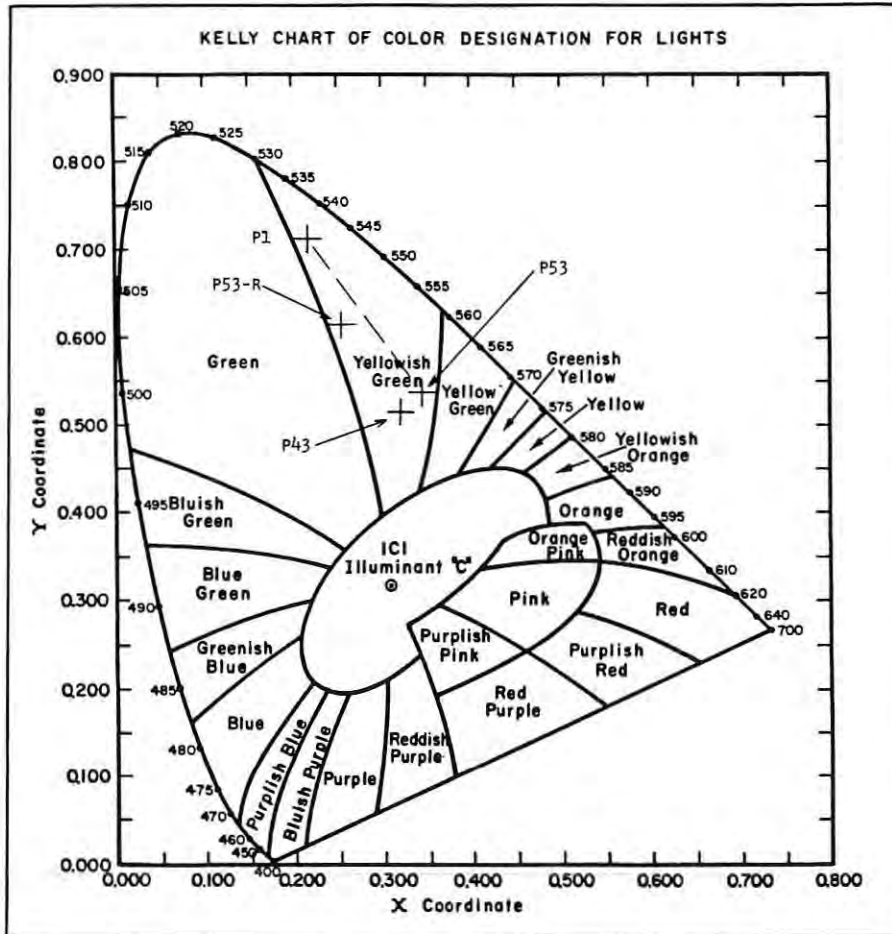 KELLY CHART OF COLOR DESIGNATION FOR LIGHTS
0.900
0.800
0.700
0.600
0.500
0.400
0.300
0.200
0.100
0.000
Y Coordinate
0.000
0.100
0.200
0.300
0.400
0.500
0.600
0.700
0.800
X Coordinate
520
525
515
530
535
510
540
545
P1
550
P53
P53-R
505
555
560
565
Green
Yellowish
Green
Greenish
Yellow
570
Yellow
Green
575
Yellow
500
P43
580
Yellowish
Orange
585
590
495
Bluish
Green
Orange
595
600
Orange
Pink
Reddish
Orange
ICI
Illuminant "C"
610
Blue
Green
620
490
Pink
Red
640
700
Greenish
Blue
Purplish
Pink
Purplish
Red
485
Red
Purple
Blue
480
Reddish
Purple
Purplish Blue
Bluish Purple
Purple
475
470
460
450
400